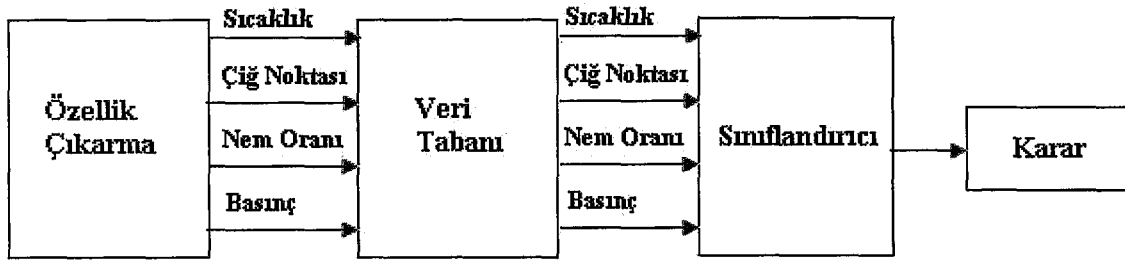 Özellik
Çıkarma
Sıcaklık
Çiğ Noktası
Nem Oranı
Basınç
Veri
Tabanı
Sıcaklık
Çiğ Noktası
Nem Oranı
Basınç
Sınıflandırıcı
Karar